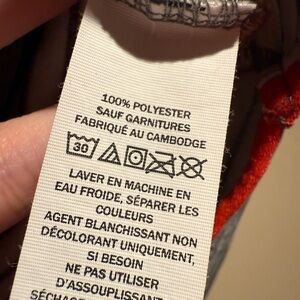 100% POLYESTER
SAUF GARNITURES
FABRIQUÉ AU CAMBODGE
30
LAVER EN MACHINE EN
EAU FROIDE, SÉPARER LES
COULEURS
AGENT BLANCHISSANT NON
DÉCOLORANT UNIQUEMENT,
SI BESOIN
NE PAS UTILISER
D'ASSOUPLISSANT